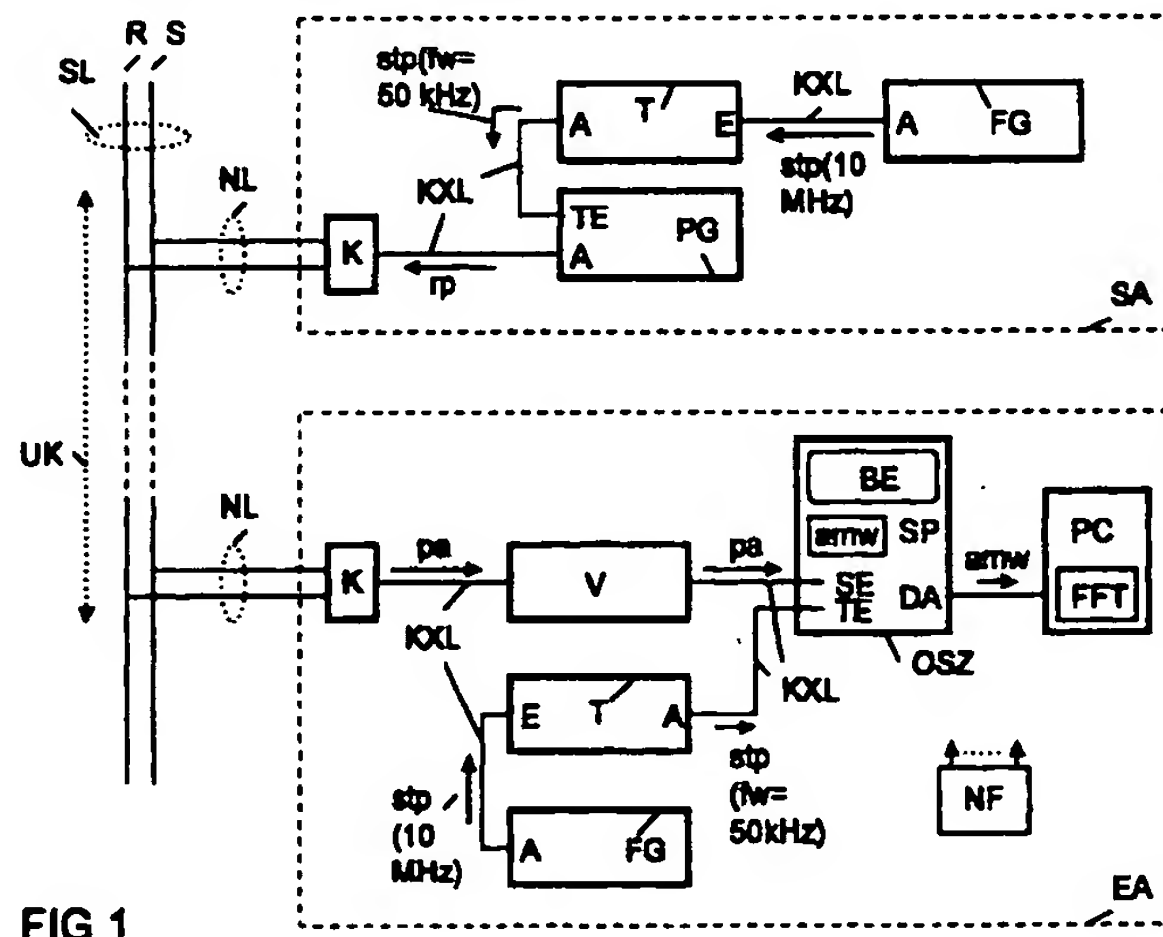 R S
SL
stp(fw=
50 kHz)
A T E
KXL
A FG
stp(10
MHz)
NL
KXL
TE
PG
A
K
rp
SA
UK
NL
BE
amw SP
PC
pa
pa
amw
K
V
SE
TE
DA
FFT
KXL
OSZ
KXL
E T A
stp
(fw=
50kHz)
stp
(10
MHz)
NF
A FG
EA
FIG 1